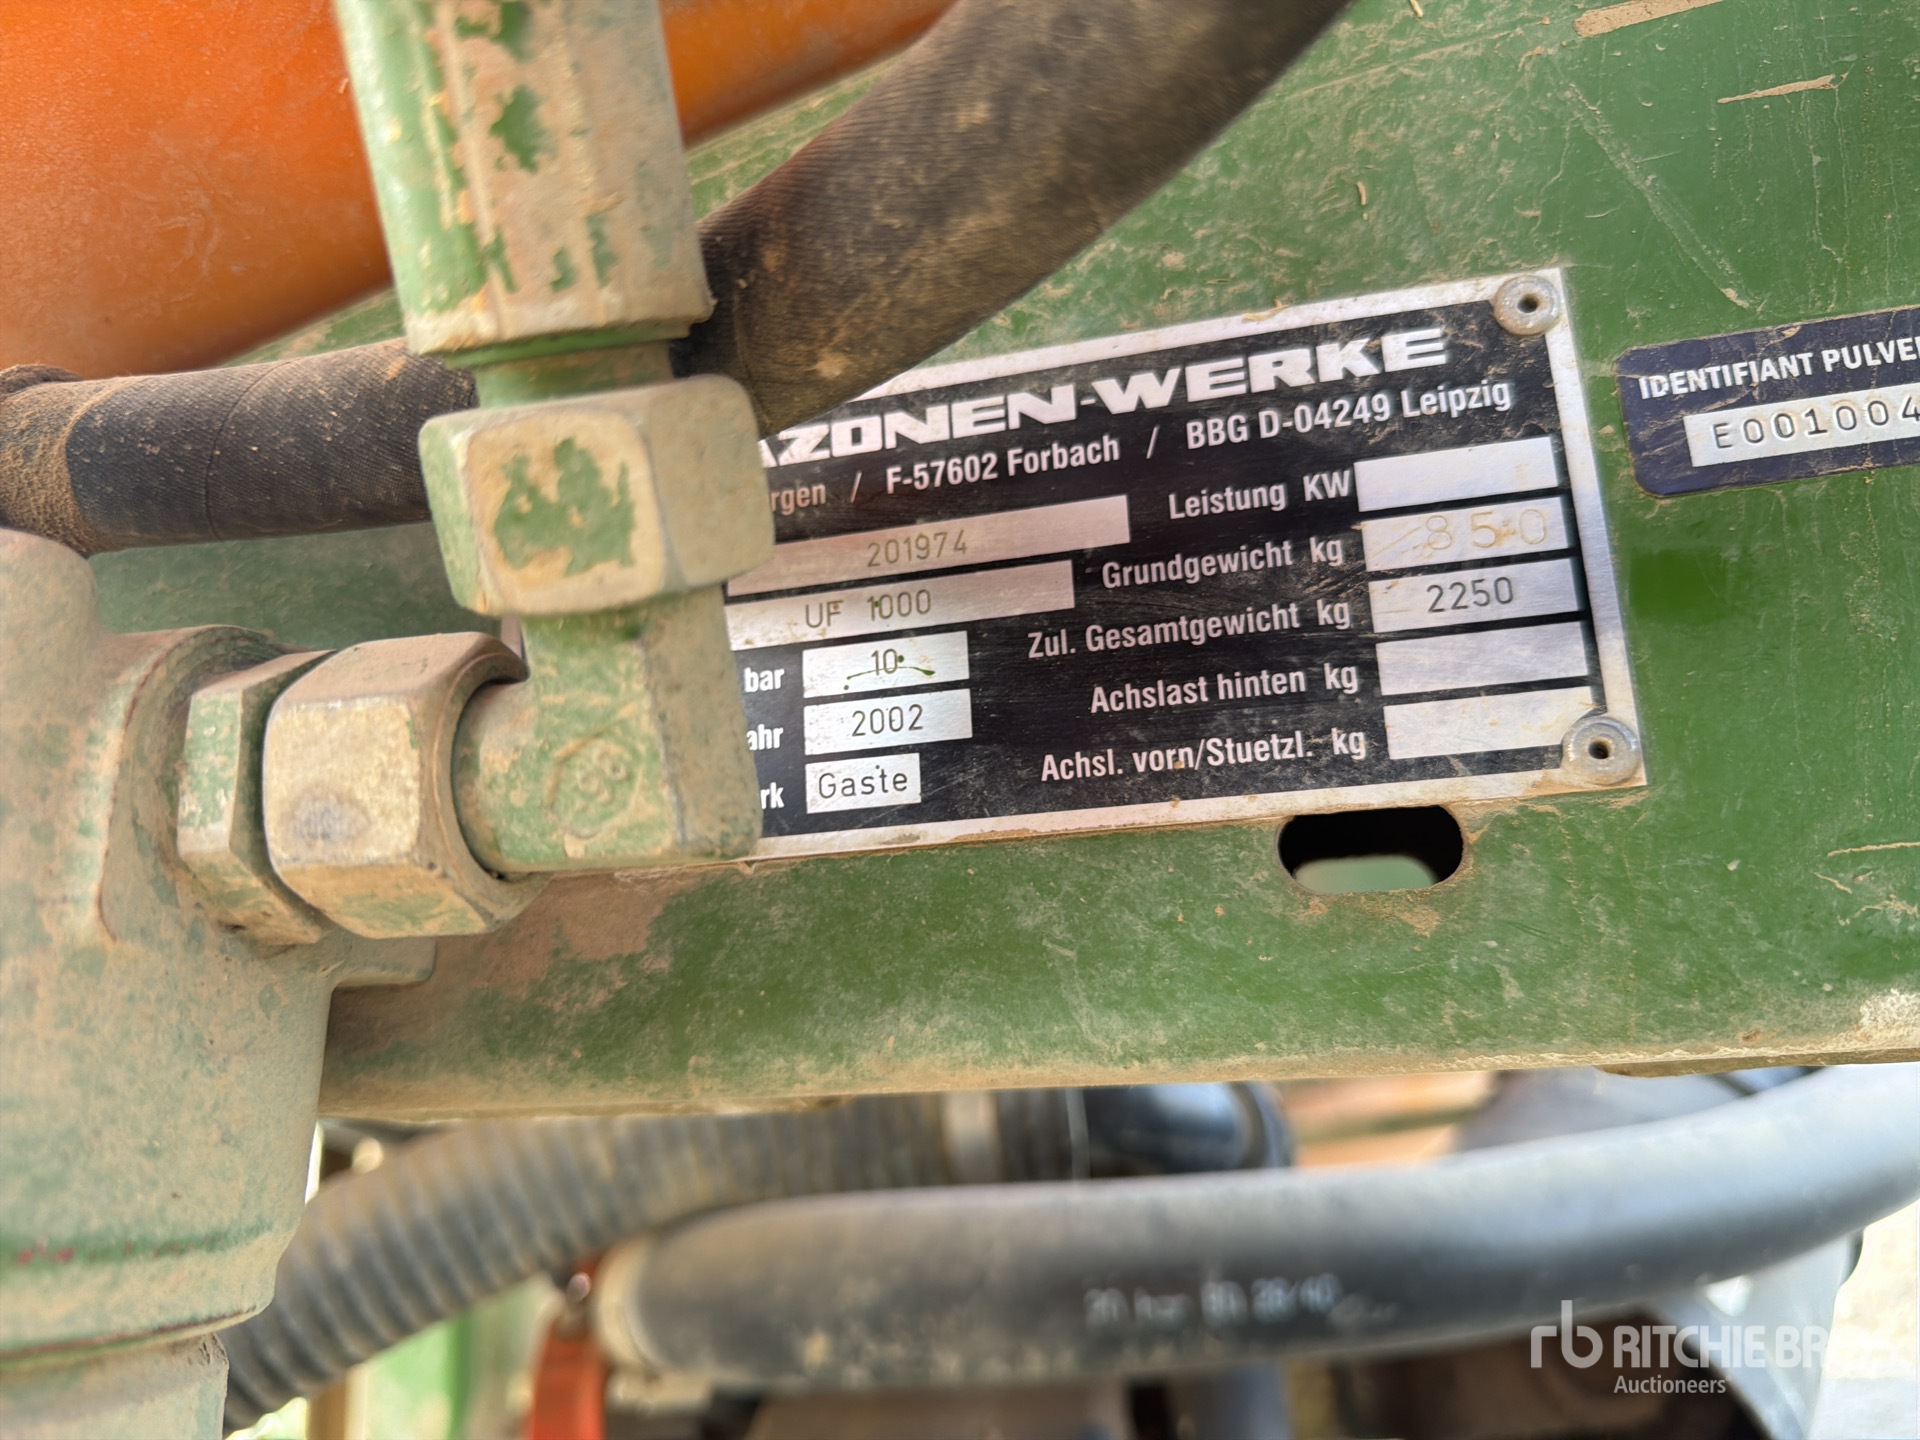 AZONEN-WERKE
rgen / F-57602 Forbach / BBG D-04249 Leipzig
201974
UF 1000
bar 10
ahr 2002
rk Gaste
Leistung KW
Grundgewicht kg 850
Zul. Gesamtgewicht kg 2250
Achslast hinten kg
Achsl. vorn/Stuetzl. kg
IDENTIFIANT PULVE
E001004
rb RITCHIE BR
Auctioneers